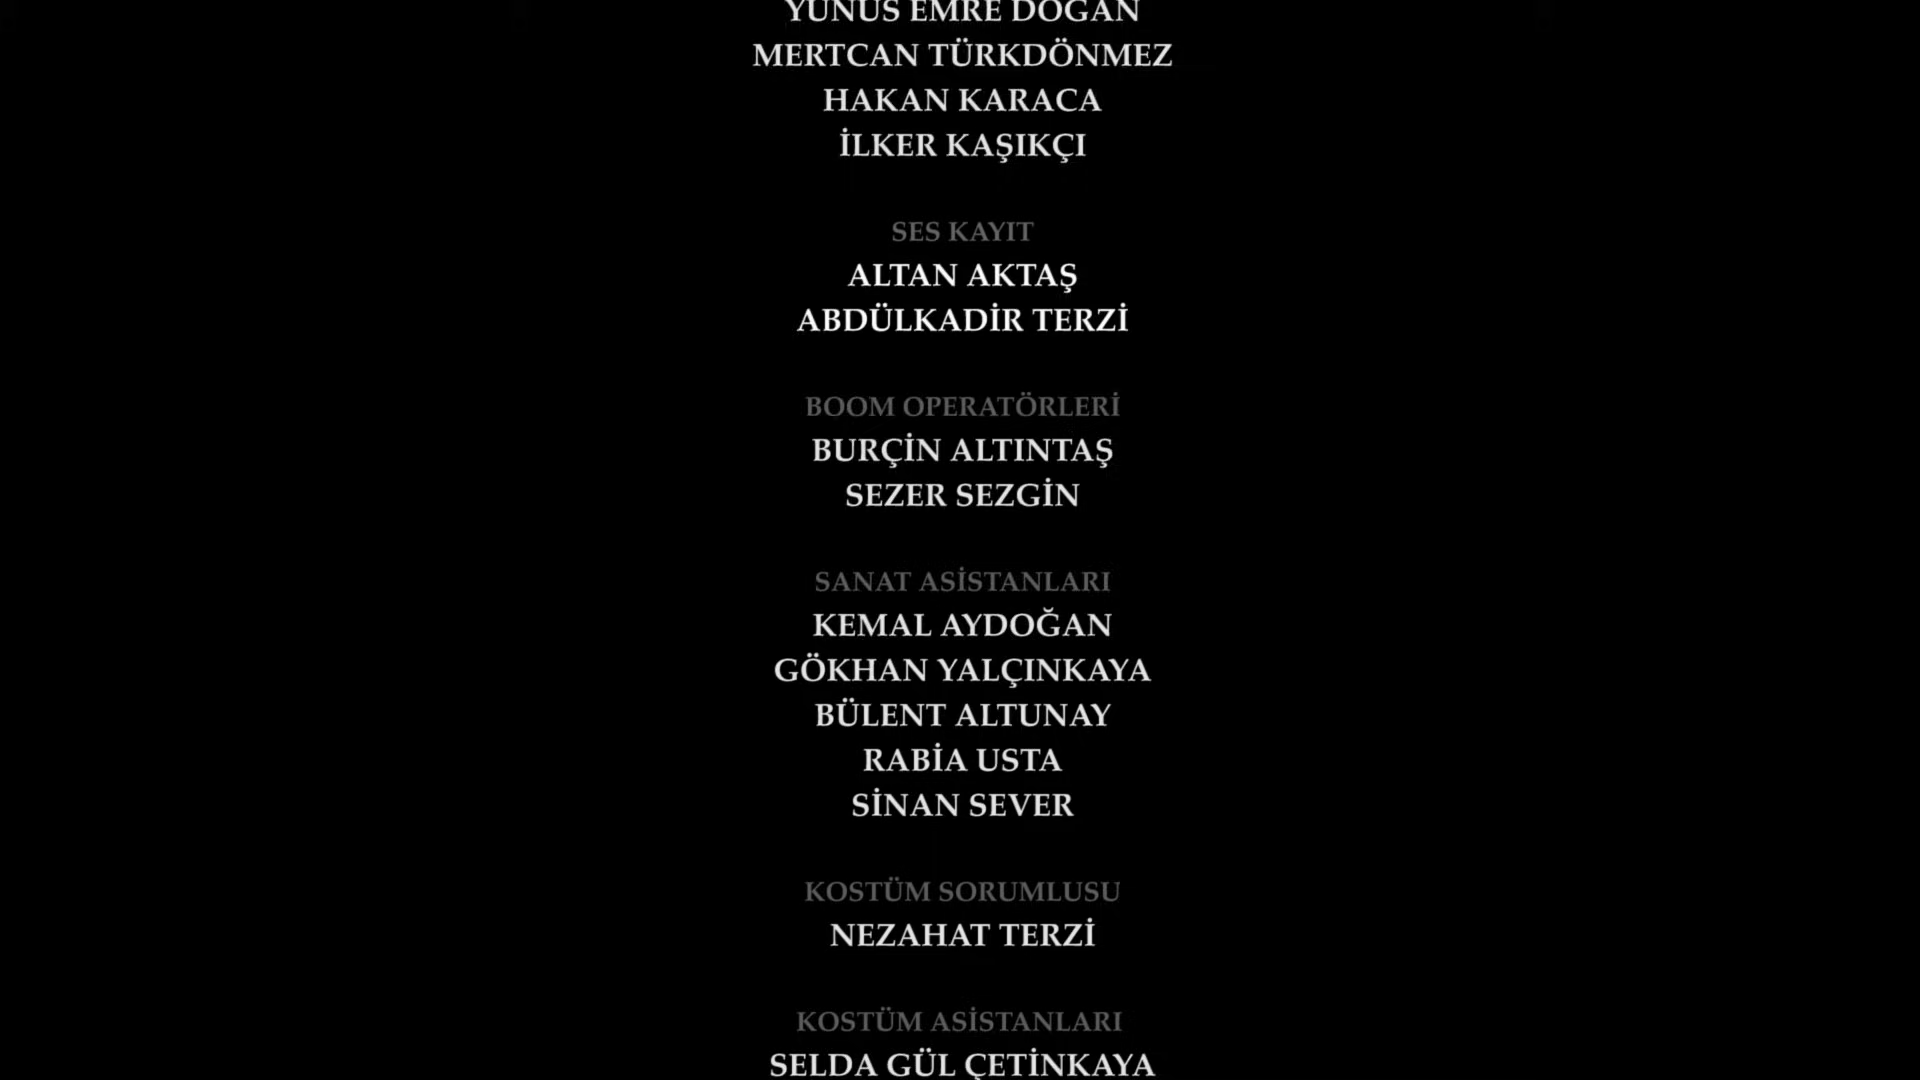 YUNUS EMRE DOĞAN
MERTCAN TÜRKDÖNMEZ
HAKAN KARACA
İLKER KAŞIKÇI
SES KAYIT
ALTAN AKTAŞ
ABDÜLKADİR TERZİ
BOOM OPERATÖRLERİ
BURÇİN ALTINTAŞ
SEZER SEZGİN
SANAT ASİSTANLARI
KEMAL AYDOĞAN
GÖKHAN YALÇINKAYA
BÜLENT ALTUNAY
RABİA USTA
SİNAN SEVER
KOSTÜM SORUMLUSU
NEZAHAT TERZİ
KOSTÜM ASİSTANLARI
SELDA GÜL ÇETİNKAYA